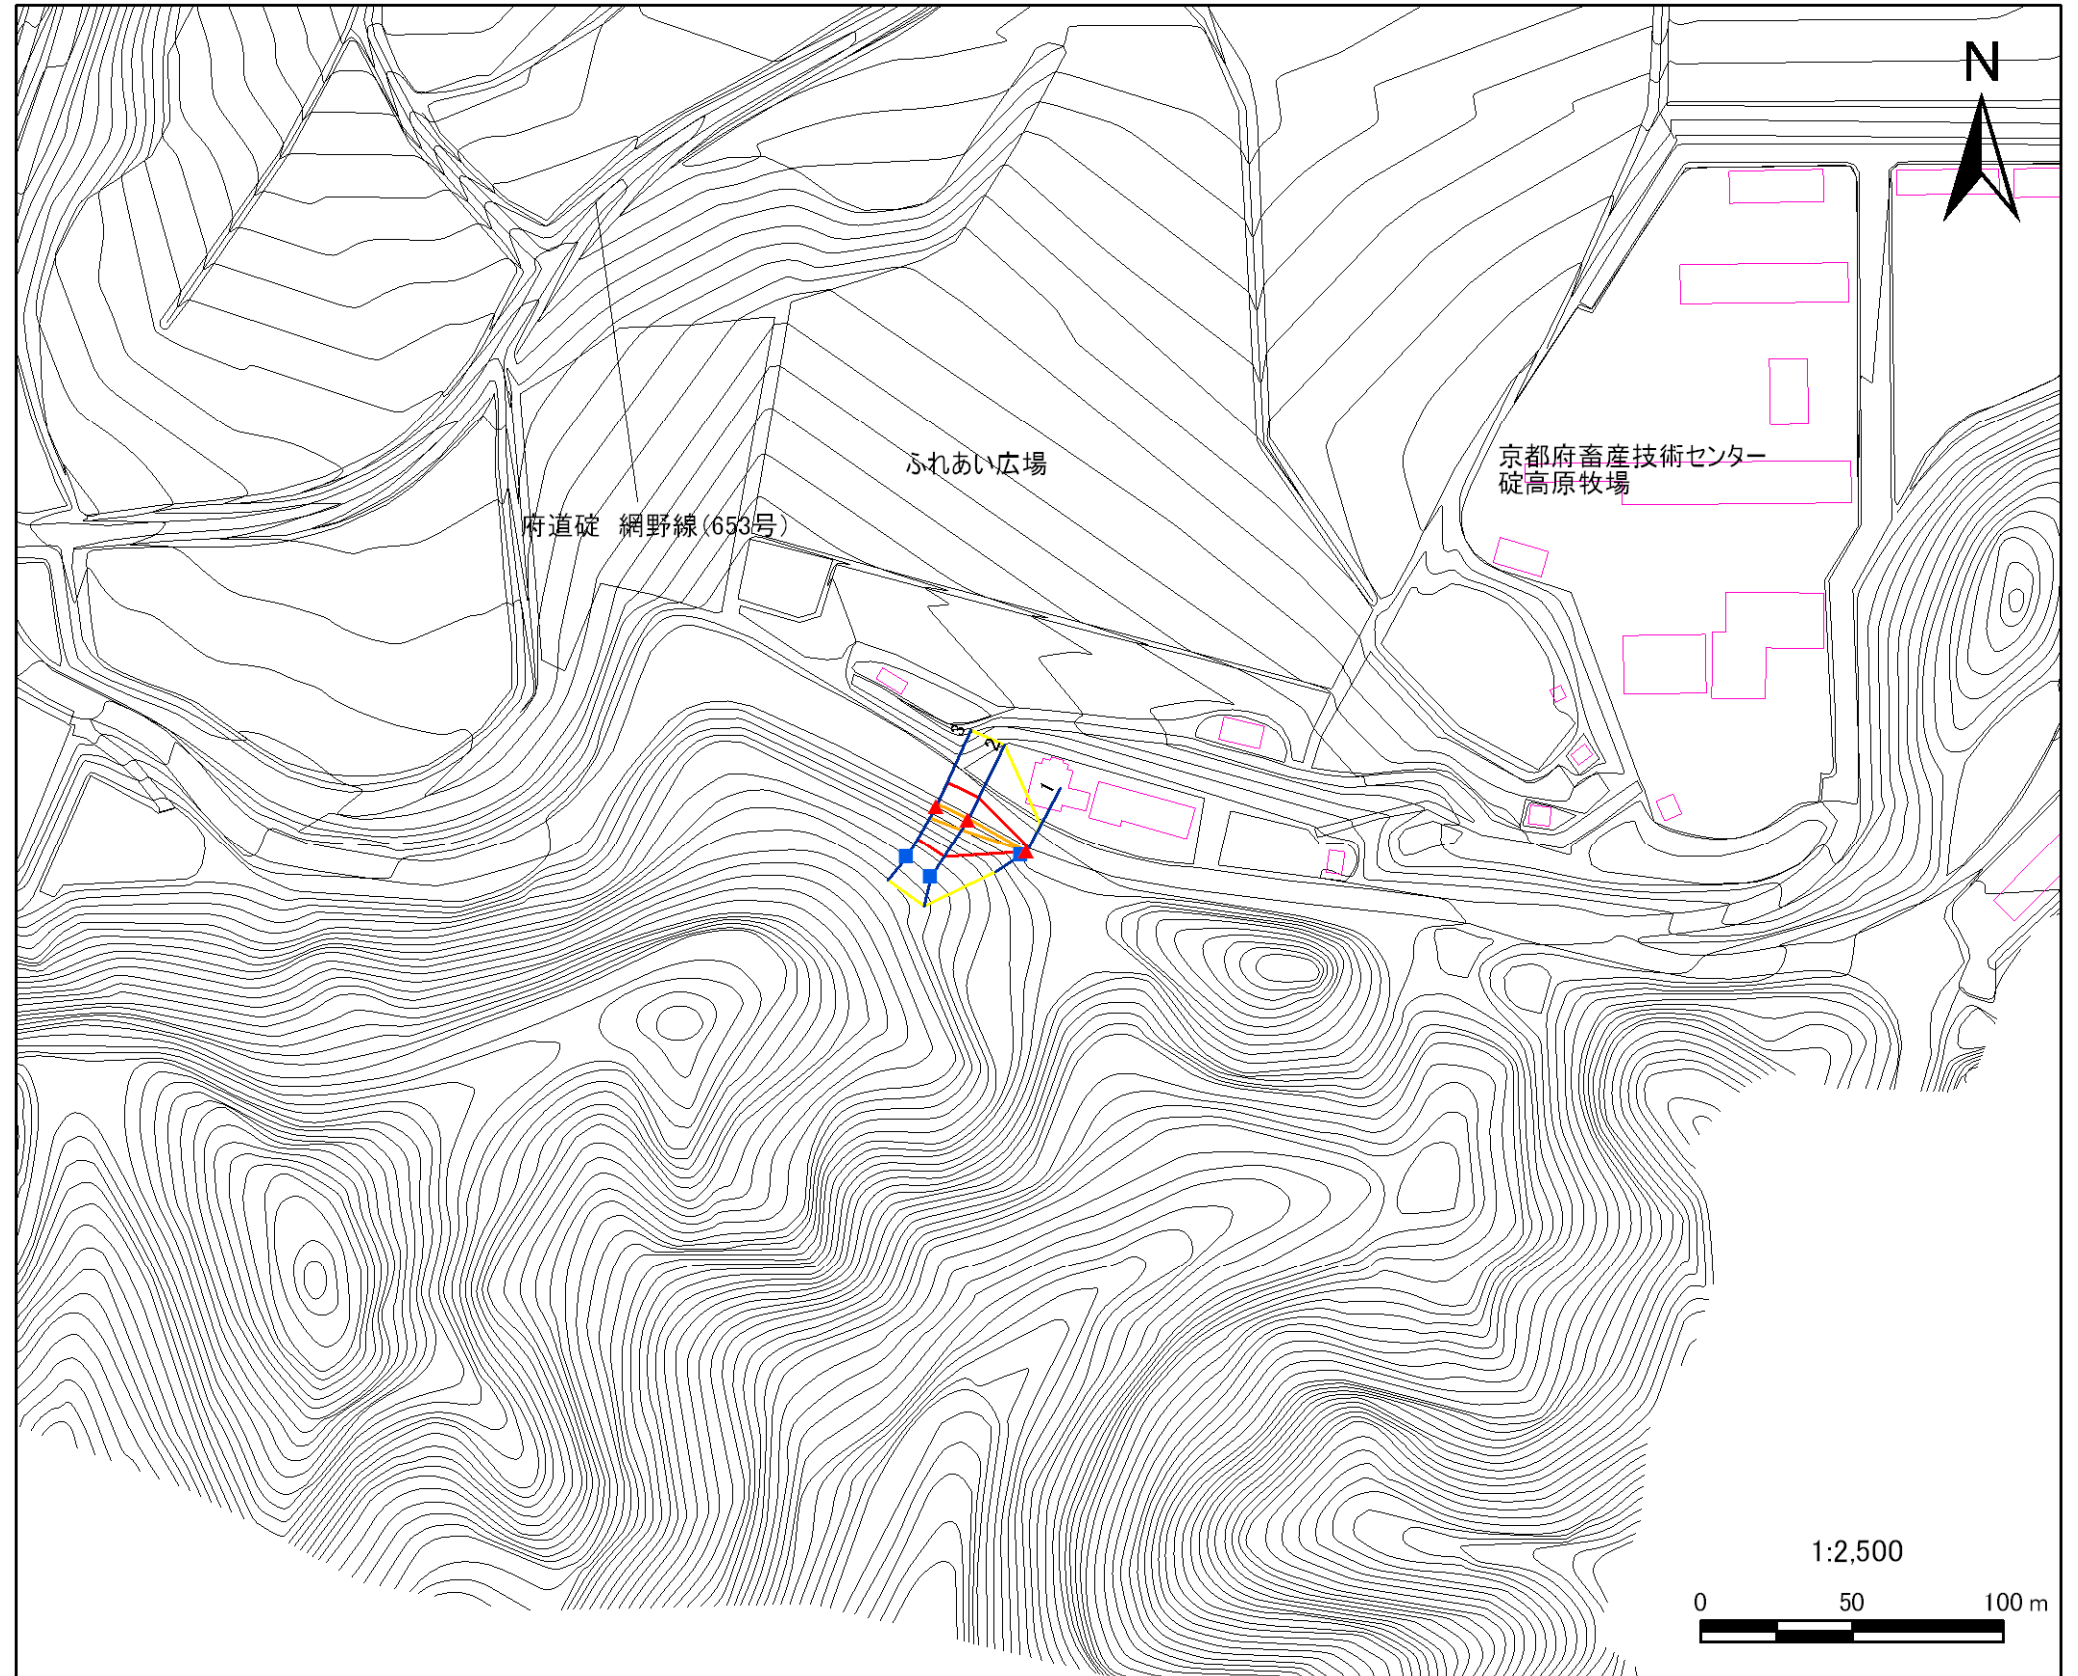 N
ふれあい広場
京都府畜産技術センター
碇高原牧場
府道碇　網野線(653号)
3
2
1
1:2,500
0 50 100 m